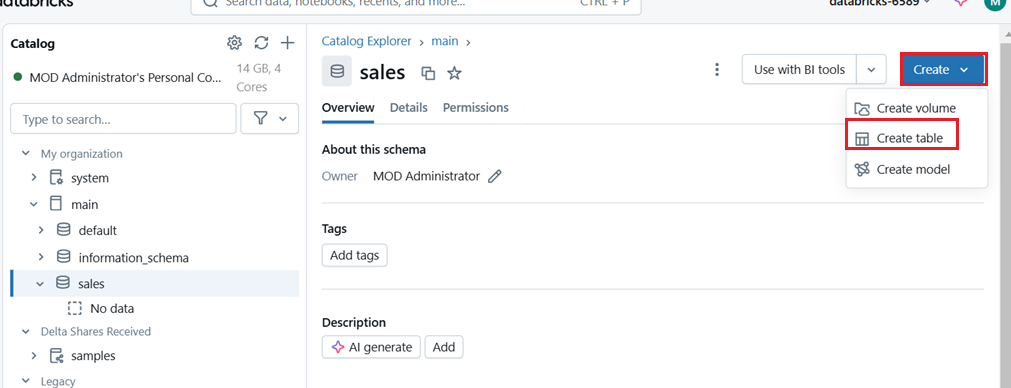 databricks
Search data, notebooks, recents, and more...
CTRL + P
databricks-6589
M
Catalog
MOD Administrator's Personal Co...
14 GB, 4
Cores
Type to search...
My organization
system
main
default
information_schema
sales
No data
Delta Shares Received
samples
Legacy
Catalog Explorer › main ›
sales
Use with BI tools
Create
Create volume
Create table
Create model
Overview Details Permissions
About this schema
Owner MOD Administrator
Tags
Add tags
Description
AI generate Add